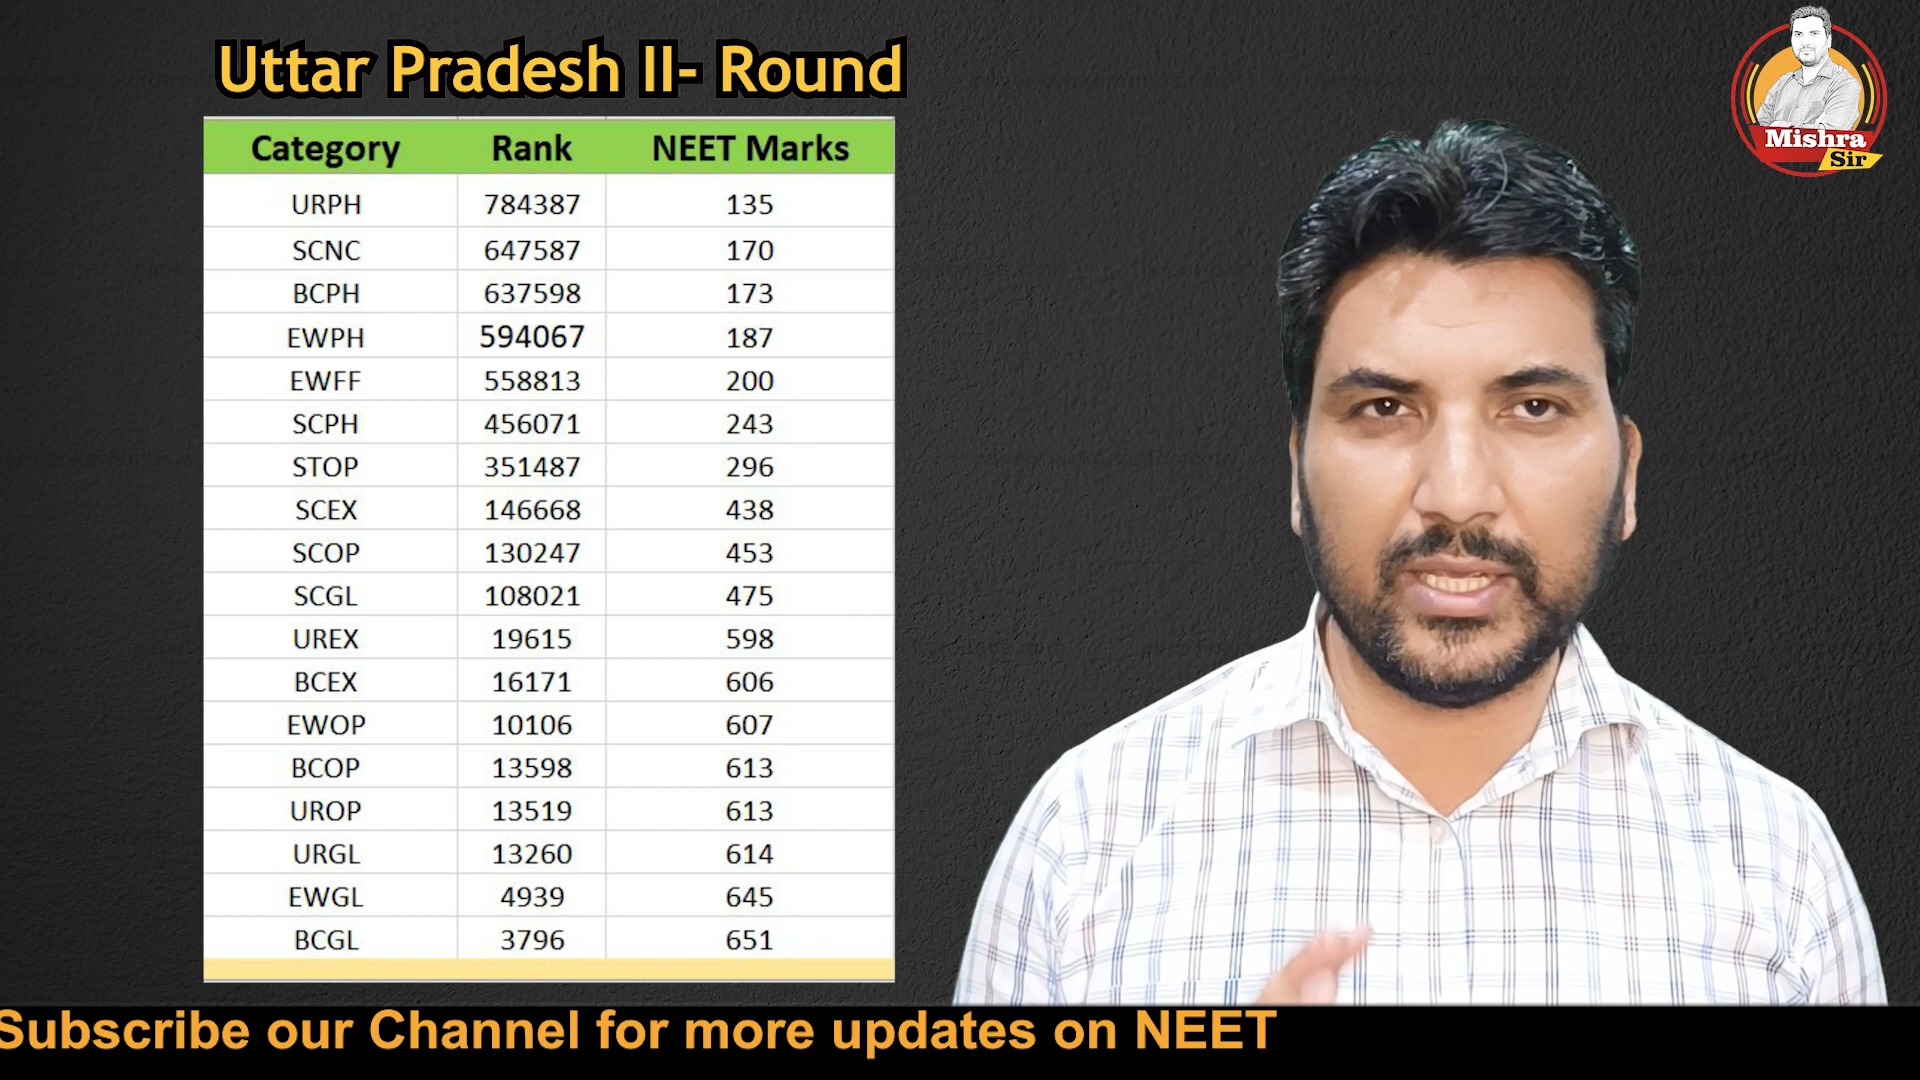 Uttar Pradesh II- Round
Category Rank NEET Marks
URPH 784387 135
SCNC 647587 170
BCPH 637598 173
EWPH 594067 187
EWFF 558813 200
SCPH 456071 243
STOP 351487 296
SCEX 146668 438
SCOP 130247 453
SCGL 108021 475
UREX 19615 598
BCEX 16171 606
EWOP 10106 607
BCOP 13598 613
UROP 13519 613
URGL 13260 614
EWGL 4939 645
BCGL 3796 651
Mishra
Sir
Subscribe our Channel for more updates on NEET